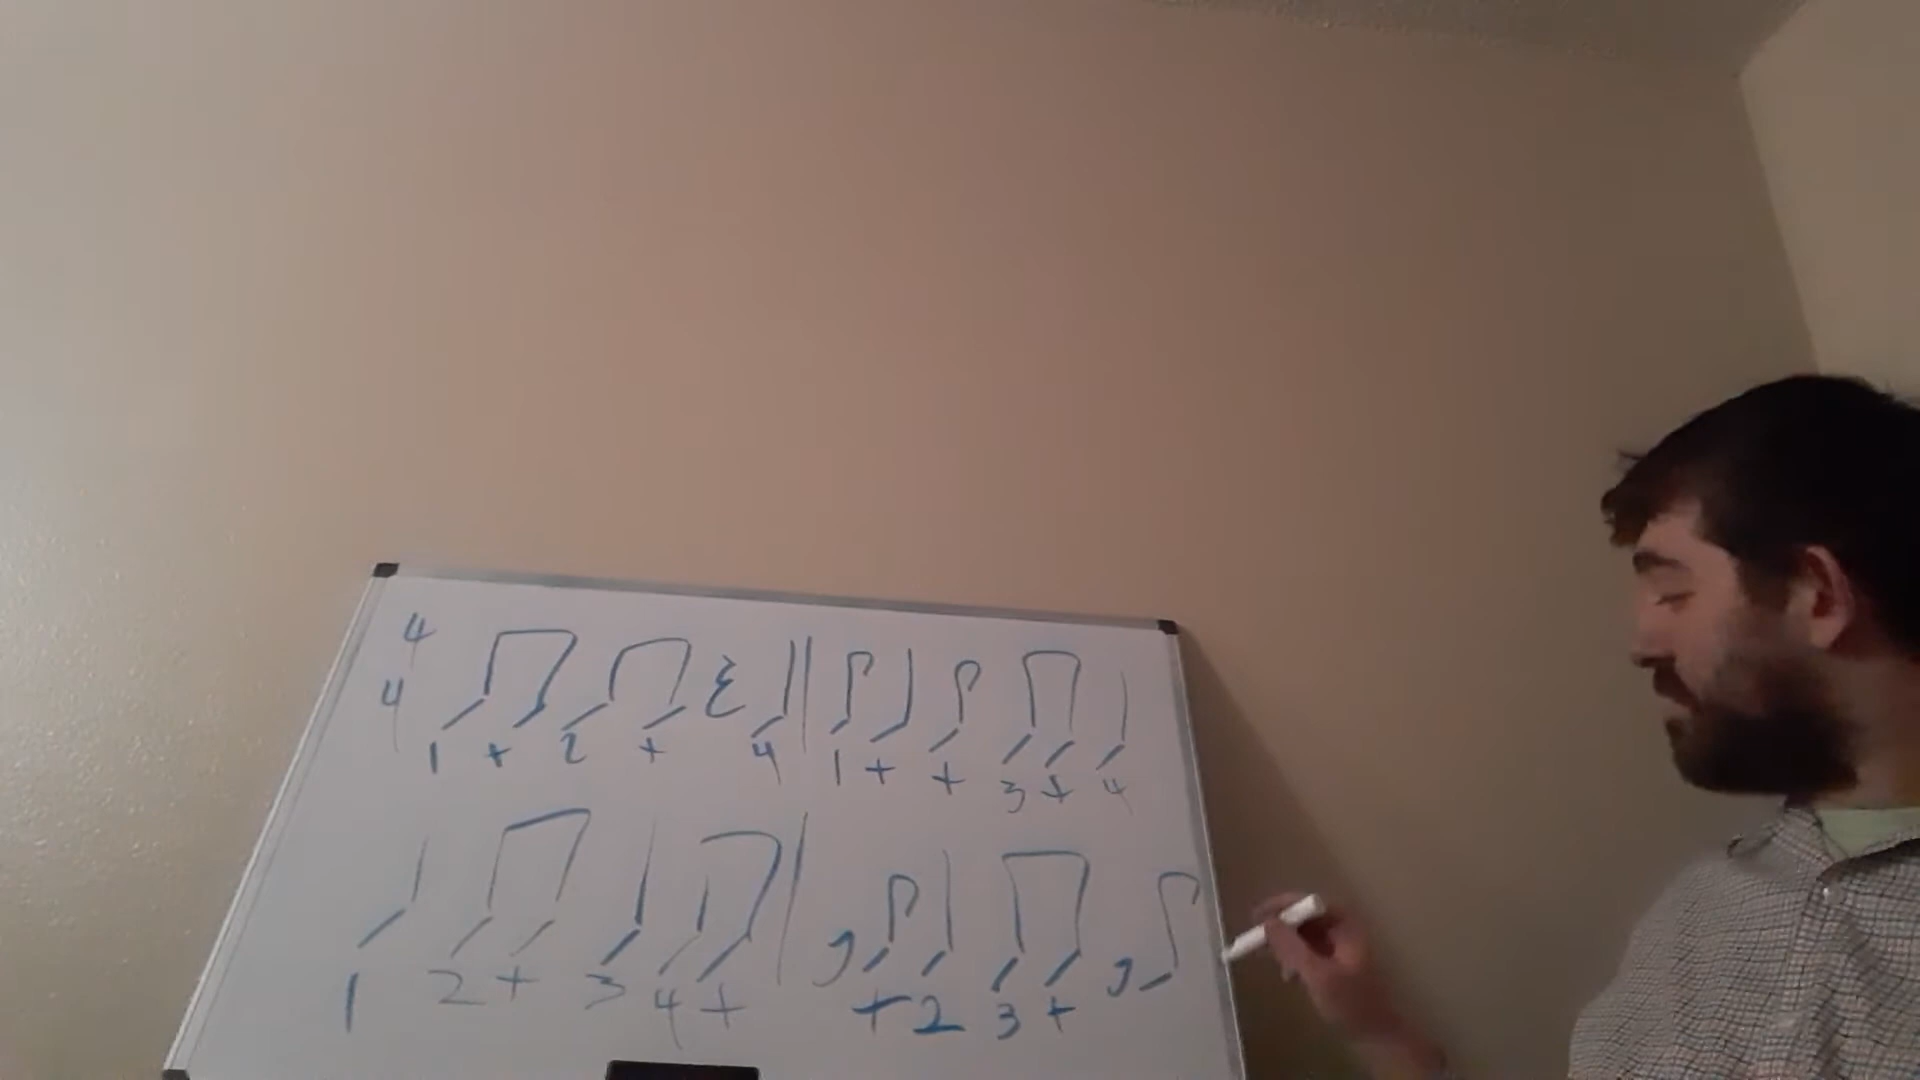 4
4
1 + 2 + 4 1 + + 3 + 4
1 2 + 3 4 + + 2 3 +